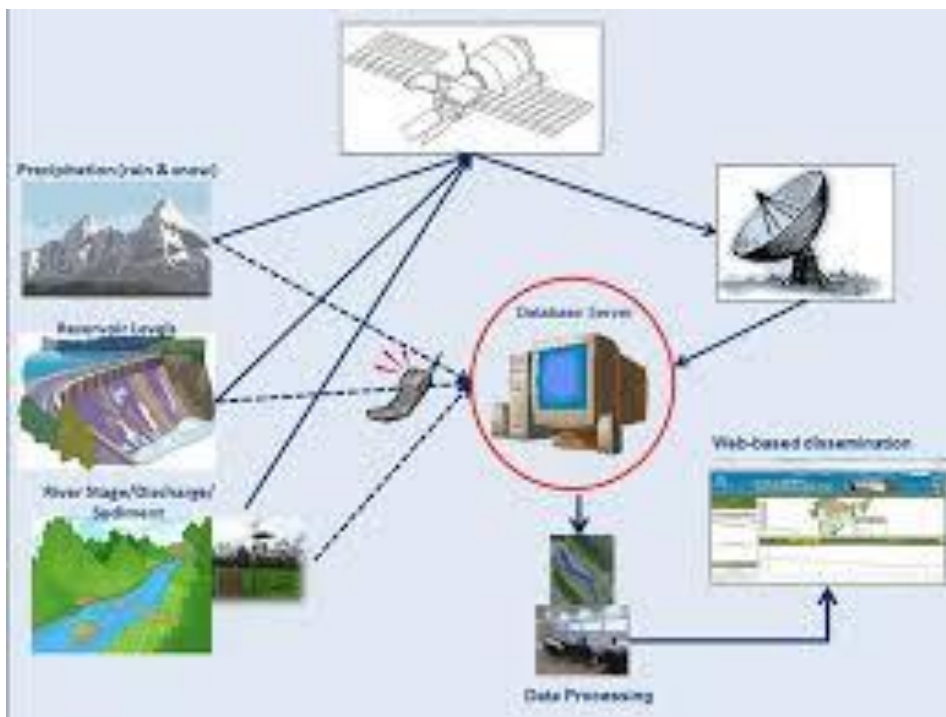 Precipitation (rain & snow)
Reservoir Levels
Database Server
River Stage/Discharge/
Sediment
Web-based dissemination
Data Processing